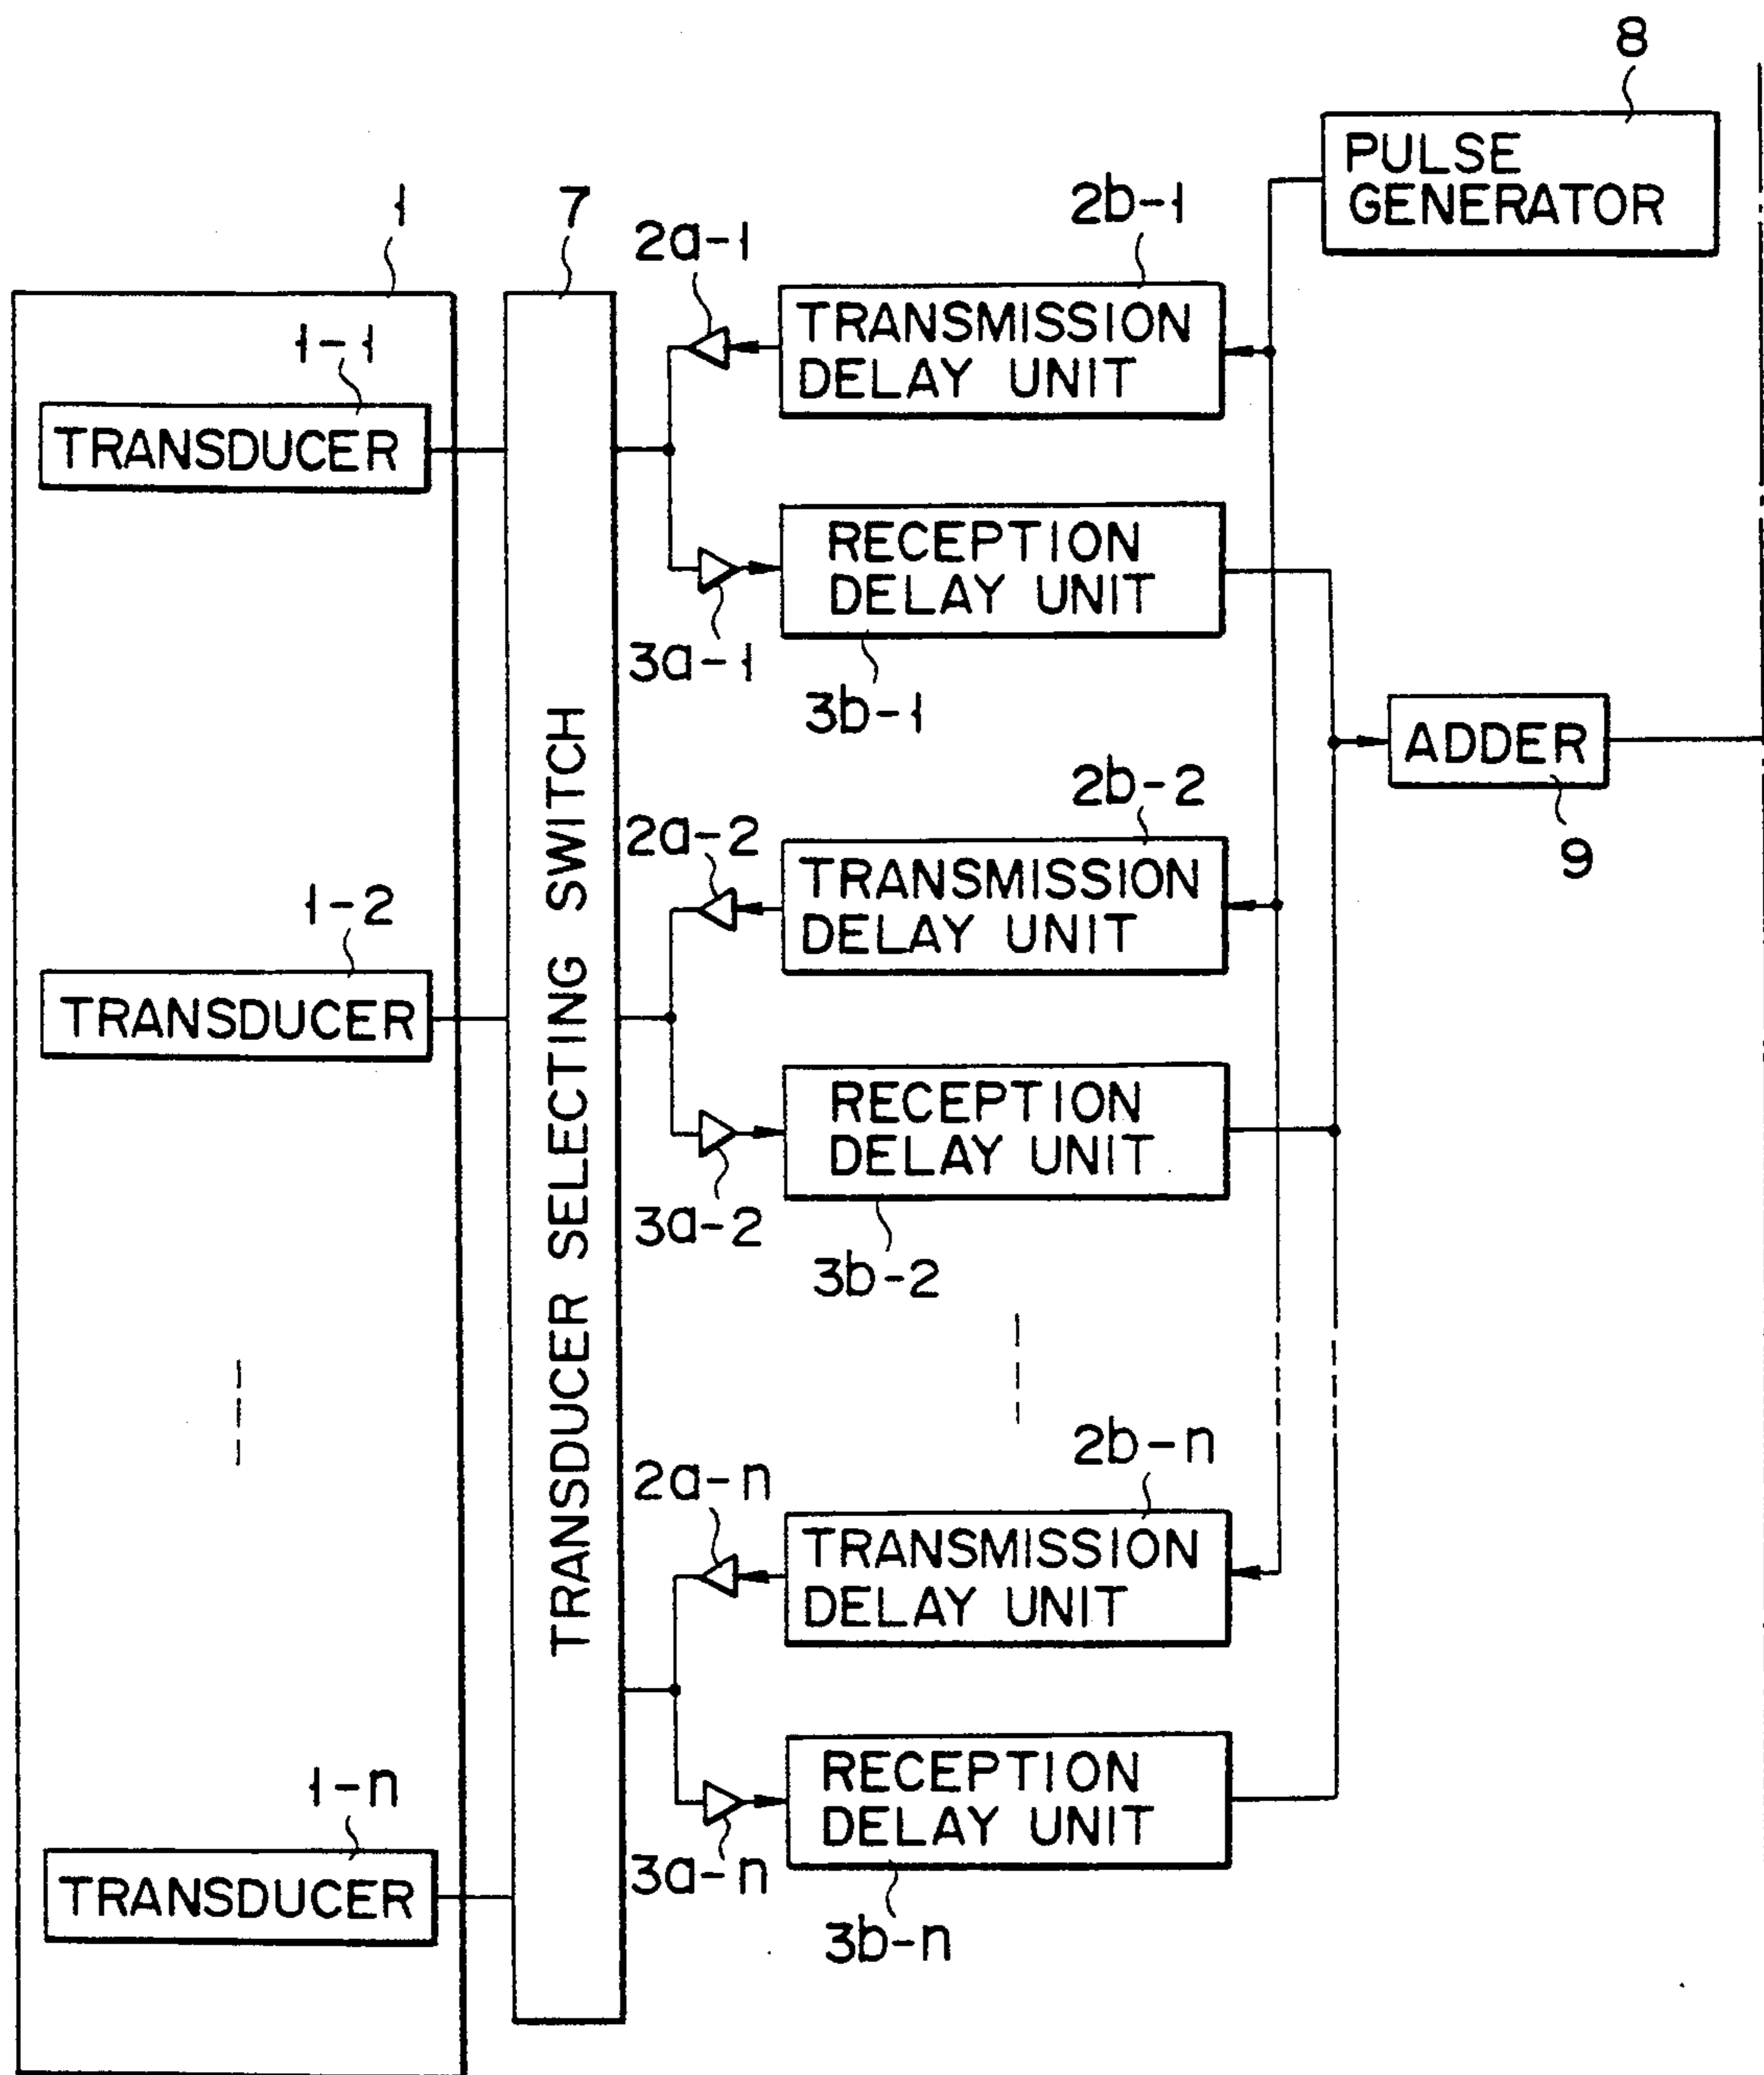 8
PULSE
GENERATOR
1
7
2a-1
2b-1
TRANSMISSION
DELAY UNIT
1-1
TRANSDUCER
RECEPTION
DELAY UNIT
3a-1
3b-1
ADDER
9
TRANSDUCER SELECTING SWITCH
2a-2
2b-2
TRANSMISSION
DELAY UNIT
1-2
TRANSDUCER
RECEPTION
DELAY UNIT
3a-2
3b-2
2a-n
2b-n
TRANSMISSION
DELAY UNIT
RECEPTION
DELAY UNIT
1-n
TRANSDUCER
3a-n
3b-n